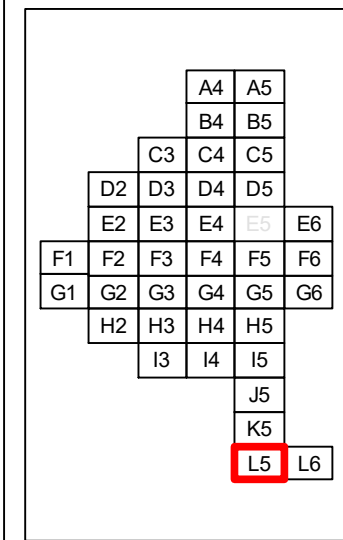 A4 A5
B4 B5
C3 C4 C5
D2 D3 D4 D5
E2 E3 E4 E5 E6
F1 F2 F3 F4 F5 F6
G1 G2 G3 G4 G5 G6
H2 H3 H4 H5
I3 I4 I5
J5
K5
L5 L6